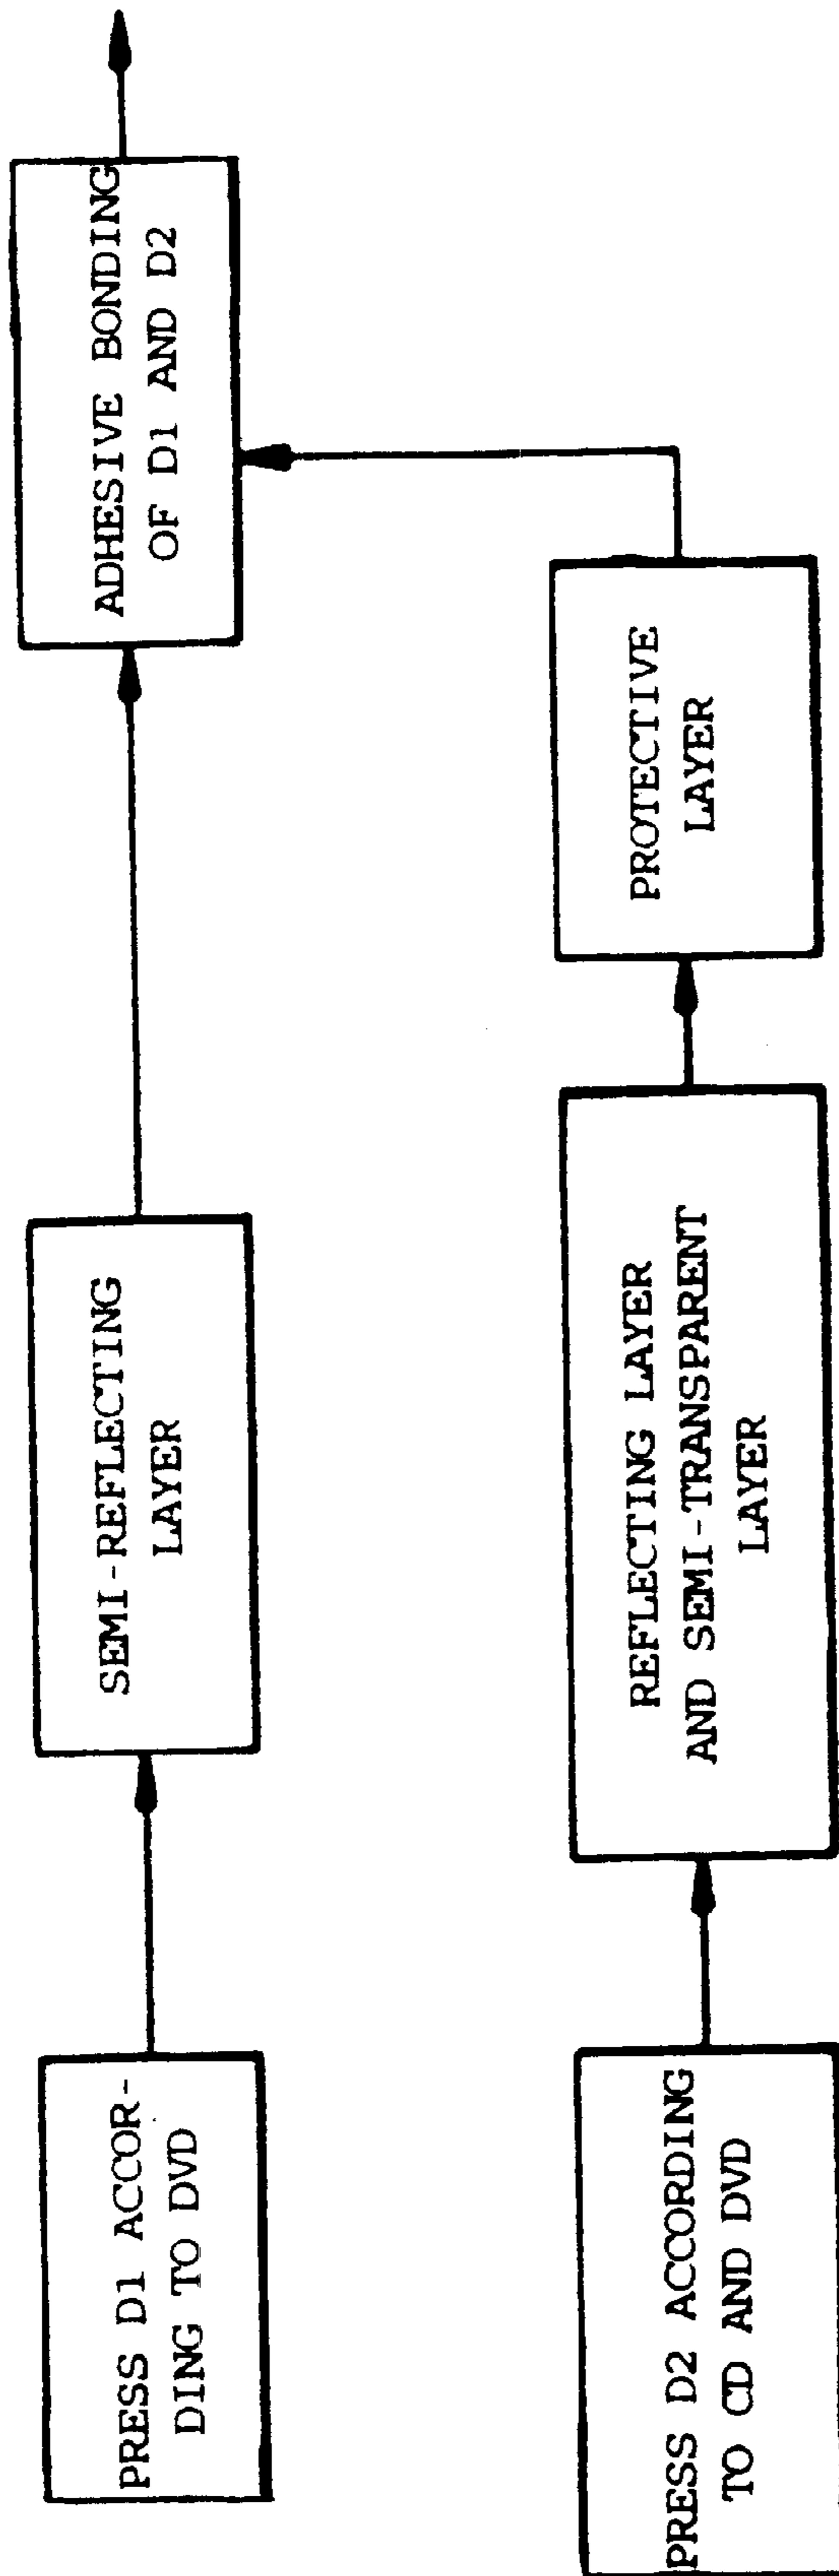 PRESS D1 ACCOR-
DING TO DVD
SEMI-REFLECTING
LAYER
ADHESIVE BONDING
OF D1 AND D2
PRESS D2 ACCORDING
TO CD AND DVD
REFLECTING LAYER
AND SEMI-TRANSPARENT
LAYER
PROTECTIVE
LAYER